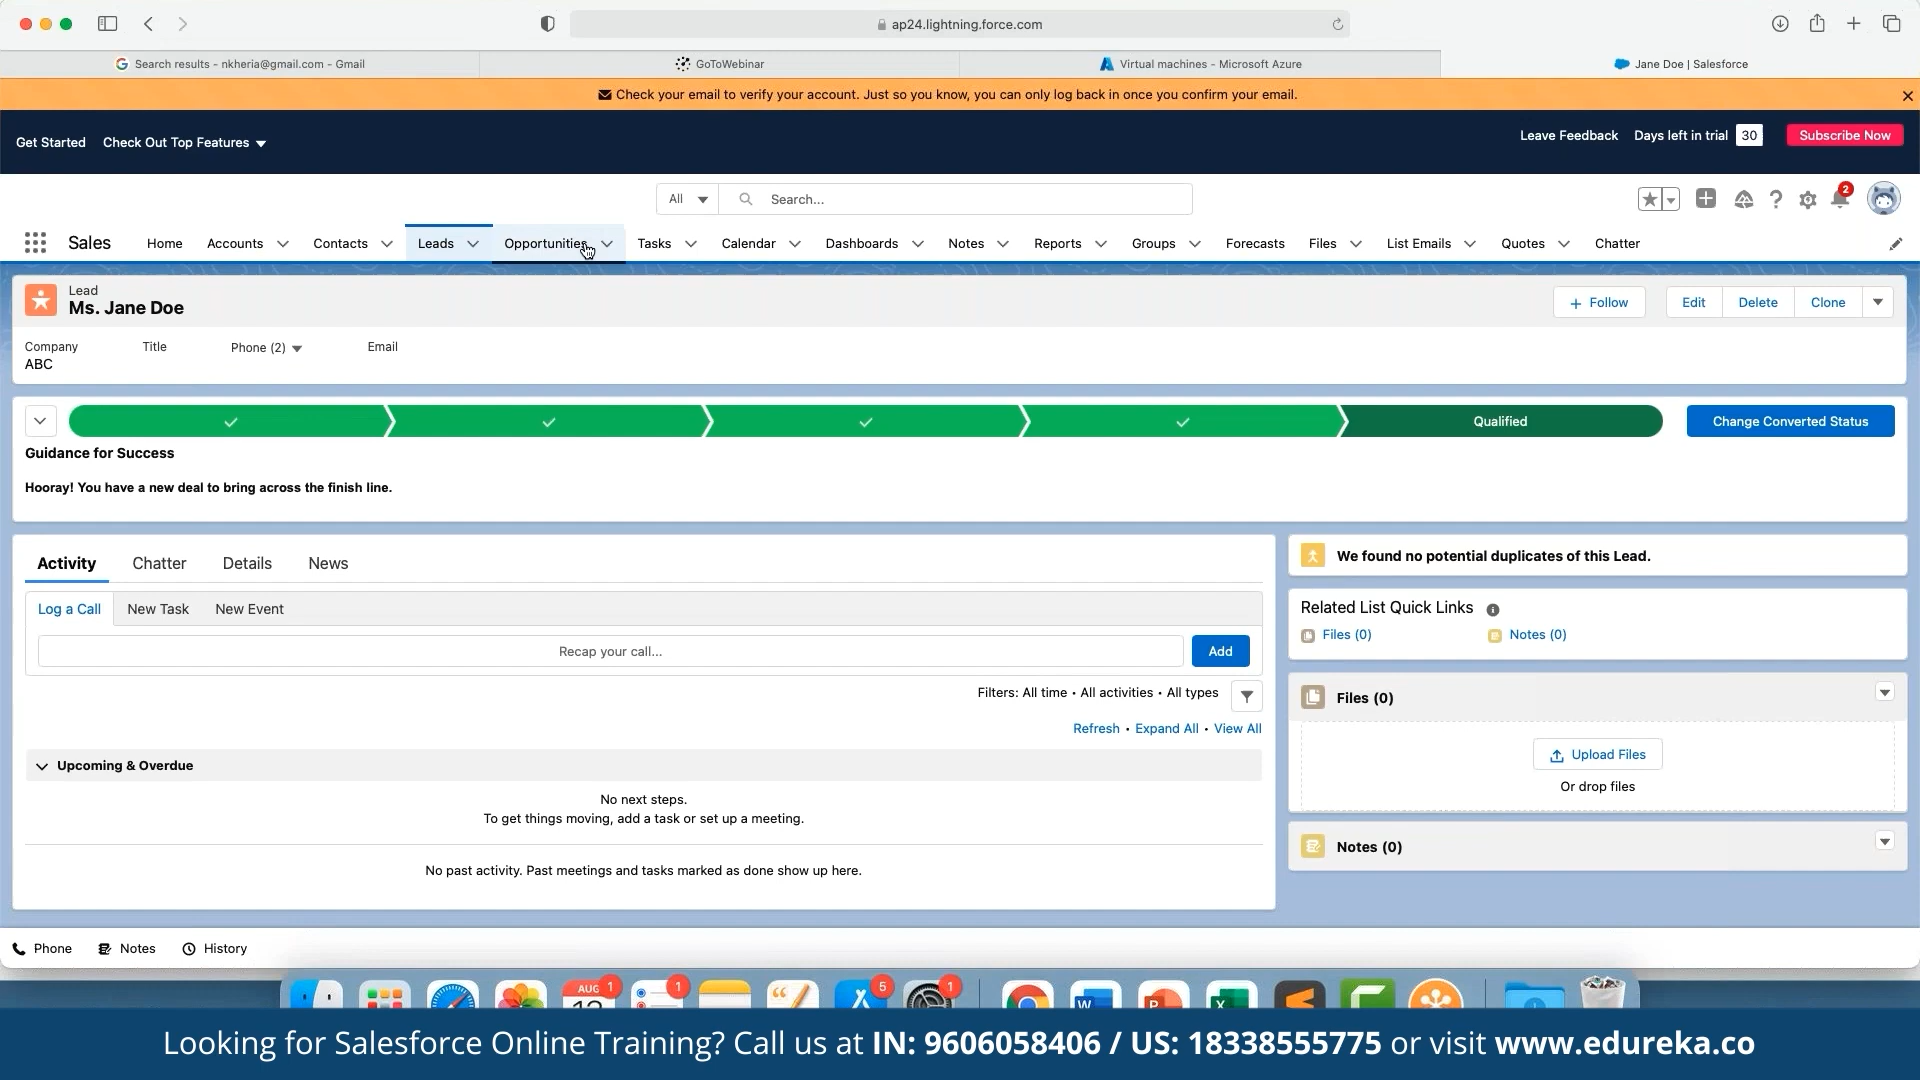 ap24.lightning.force.com
Search results - nkheria@gmail.com - Gmail
GoToWebinar
Virtual machines - Microsoft Azure
Jane Doe | Salesforce
Check your email to verify your account. Just so you know, you can only log back in once you confirm your email.
Get Started
Check Out Top Features
Leave Feedback
Days left in trial 30
Subscribe Now
All
Search...
2
Sales
Home
Accounts
Contacts
Leads
Opportunities
Tasks
Calendar
Dashboards
Notes
Reports
Groups
Forecasts
Files
List Emails
Quotes
Chatter
Lead
Ms. Jane Doe
Follow
Edit
Delete
Clone
Company
Title
Phone (2)
Email
ABC
Qualified
Change Converted Status
Guidance for Success
Hooray! You have a new deal to bring across the finish line.
Activity
Chatter
Details
News
Log a Call
New Task
New Event
Recap your call...
Add
Filters: All time • All activities • All types
Refresh • Expand All • View All
Upcoming & Overdue
No next steps.
To get things moving, add a task or set up a meeting.
No past activity. Past meetings and tasks marked as done show up here.
We found no potential duplicates of this Lead.
Related List Quick Links
Files (0)
Notes (0)
Files (0)
Upload Files
Or drop files
Notes (0)
Phone
Notes
History
AUG
1
1
5
1
W
P
X
Looking for Salesforce Online Training? Call us at IN: 9606058406 / US: 18338555775 or visit www.edureka.co